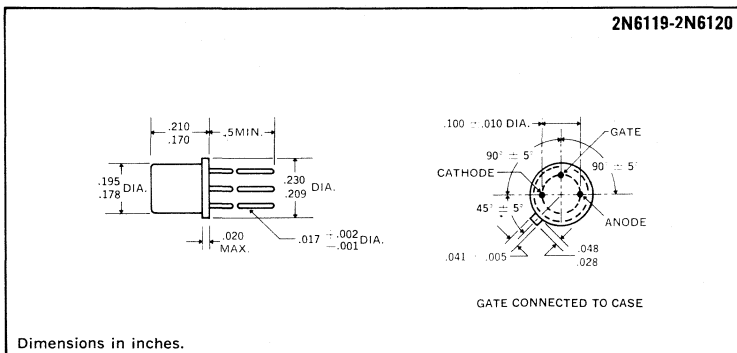 2N6119-2N6120
.210
.170
.5MIN.
.195
.178
DIA.
.230
.209
DIA.
.020
MAX.
.017 +.002
-.001 DIA.
.100 ± .010 DIA.
GATE
90° ± 5°
90° ± 5°
CATHODE
45° ± 5°
ANODE
.041 .005
.048
.028
GATE CONNECTED TO CASE
Dimensions in inches.